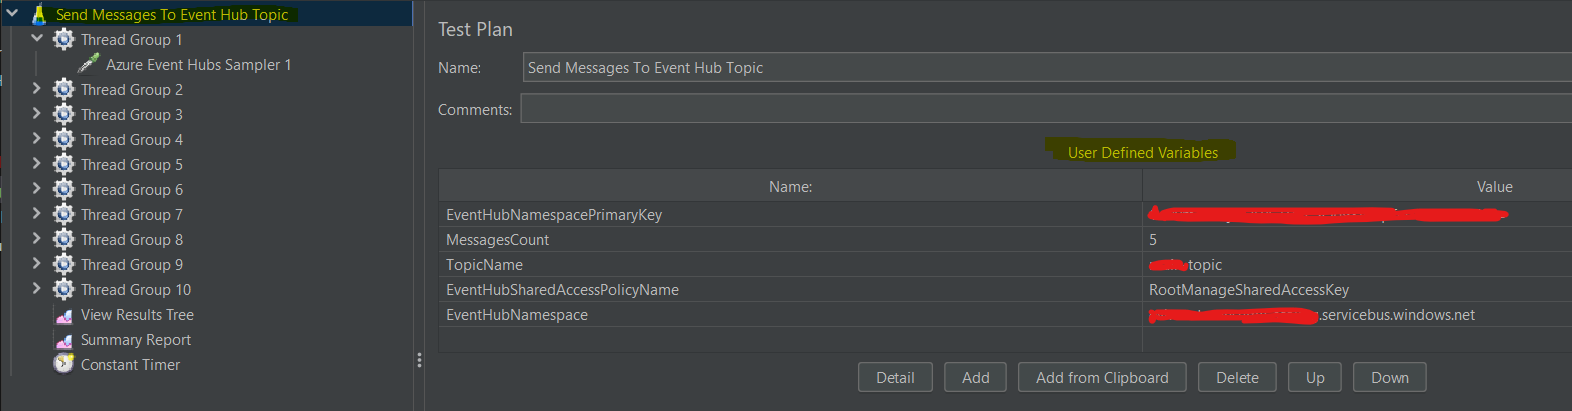 Send Messages To Event Hub Topic
Thread Group 1
Azure Event Hubs Sampler 1
Thread Group 2
Thread Group 3
Thread Group 4
Thread Group 5
Thread Group 6
Thread Group 7
Thread Group 8
Thread Group 9
Thread Group 10
View Results Tree
Summary Report
Constant Timer
Test Plan
Name: Send Messages To Event Hub Topic
Comments:
User Defined Variables
Name: Value
EventHubNamespacePrimaryKey
MessagesCount 5
TopicName topic
EventHubSharedAccessPolicyName RootManageSharedAccessKey
EventHubNamespace .servicebus.windows.net
Detail Add Add from Clipboard Delete Up Down